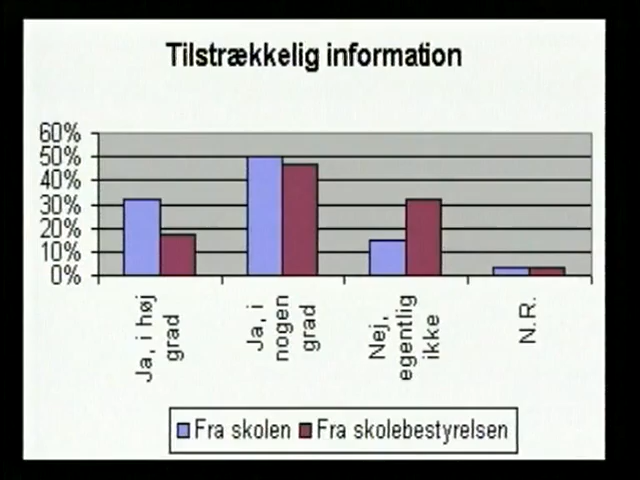 Tilstrækkelig information
60%
50%
40%
30%
20%
10%
0%
Ja, i høj
grad
Ja, i
nogen
grad
Nej,
egentlig
ikke
N.R.
Fra skolen
Fra skolebestyrelsen